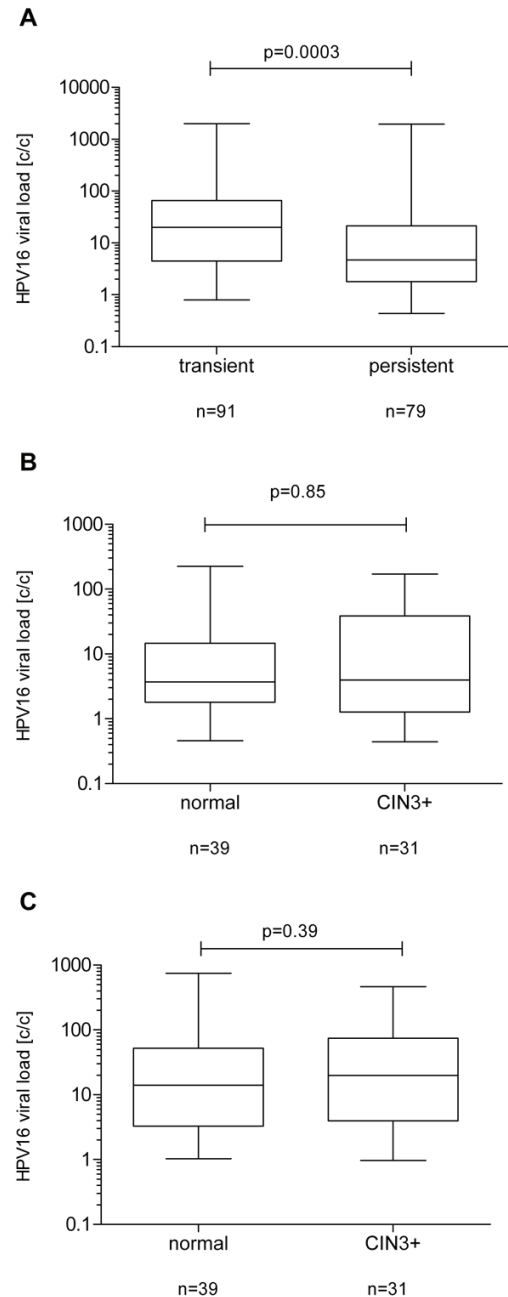 A
p=0.0003
HPV16 viral load [c/c]
10000
1000
100
10
1
0.1
transient persistent
n=91 n=79
B
p=0.85
HPV16 viral load [c/c]
1000
100
10
1
0.1
normal CIN3+
n=39 n=31
C
p=0.39
HPV16 viral load [c/c]
1000
100
10
1
0.1
normal CIN3+
n=39 n=31